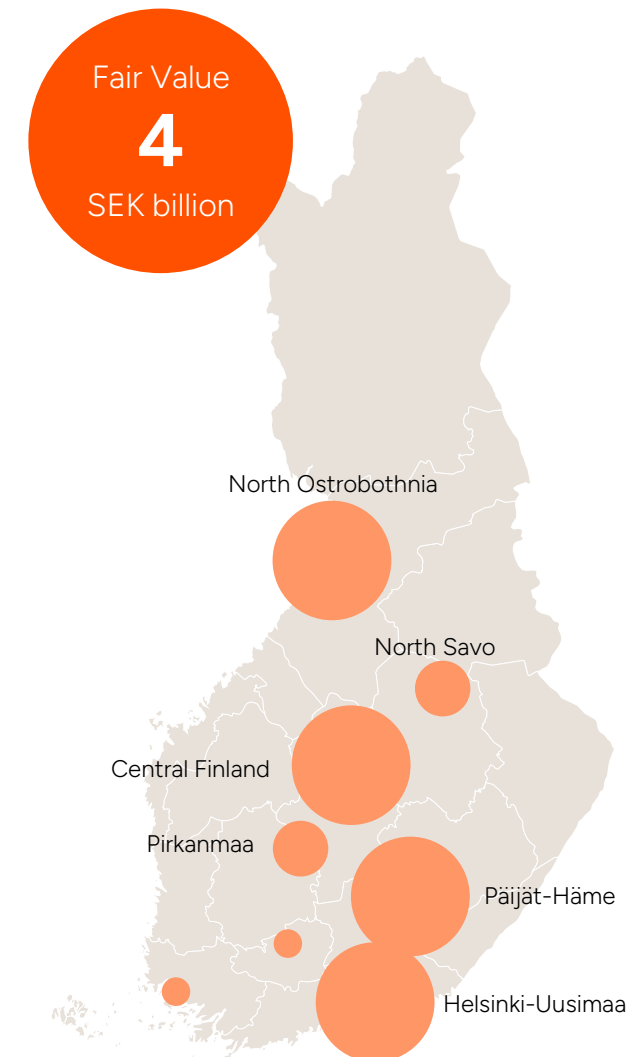 Fair Value
4
SEK billion
North Ostrobothnia
North Savo
Central Finland
Pirkanmaa
Päijät-Häme
Helsinki-Uusimaa